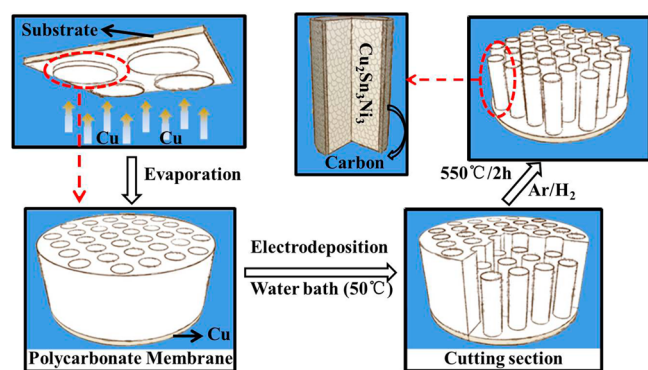 Substrate
Cu Cu
Evaporation
Cu₂Sn₃Ni₃
Carbon
550℃/2h
Ar/H₂
Electrodeposition
Water bath (50℃)
Cu
Polycarbonate Membrane
Cutting section